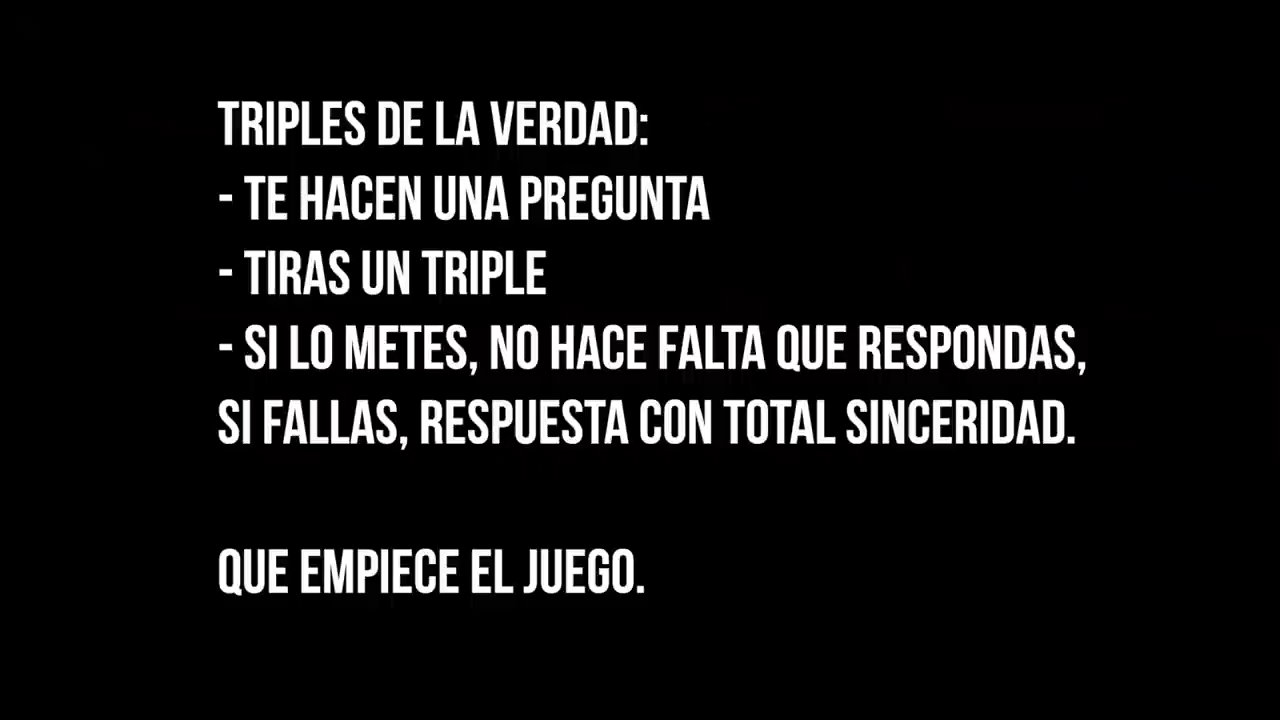 TRIPLES DE LA VERDAD:
- TE HACEN UNA PREGUNTA
- TIRAS UN TRIPLE
- SI LO METES, NO HACE FALTA QUE RESPONDAS,
SI FALLAS, RESPUESTA CON TOTAL SINCERIDAD.
QUE EMPIECE EL JUEGO.